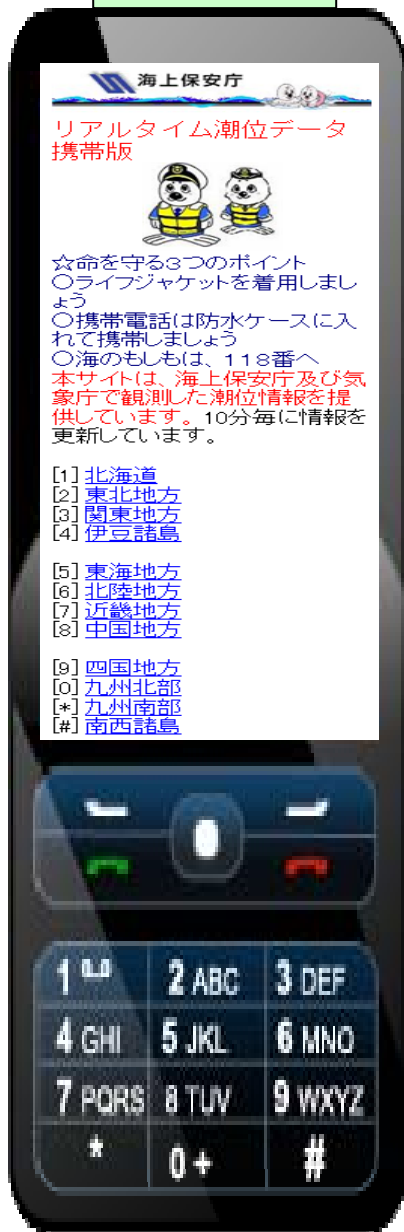 海上保安庁
リアルタイム潮位データ
携帯版
☆命を守る3つのポイント
○ライフジャケットを着用しまし
ょう
○携帯電話は防水ケースに入
れて携帯しましょう
○海のもしもは、118番へ
本サイトは、海上保安庁及び気
象庁で観測した潮位情報を提
供しています。10分毎に情報を
更新しています。
[1] 北海道
[2] 東北地方
[3] 関東地方
[4] 伊豆諸島
[5] 東海地方
[6] 北陸地方
[7] 近畿地方
[8] 中国地方
[9] 四国地方
[0] 九州北部
[*] 九州南部
[#] 南西諸島
1 2 ABC 3 DEF
4 GHI 5 JKL 6 MNO
7 PQRS 8 TUV 9 WXYZ
* 0 + #